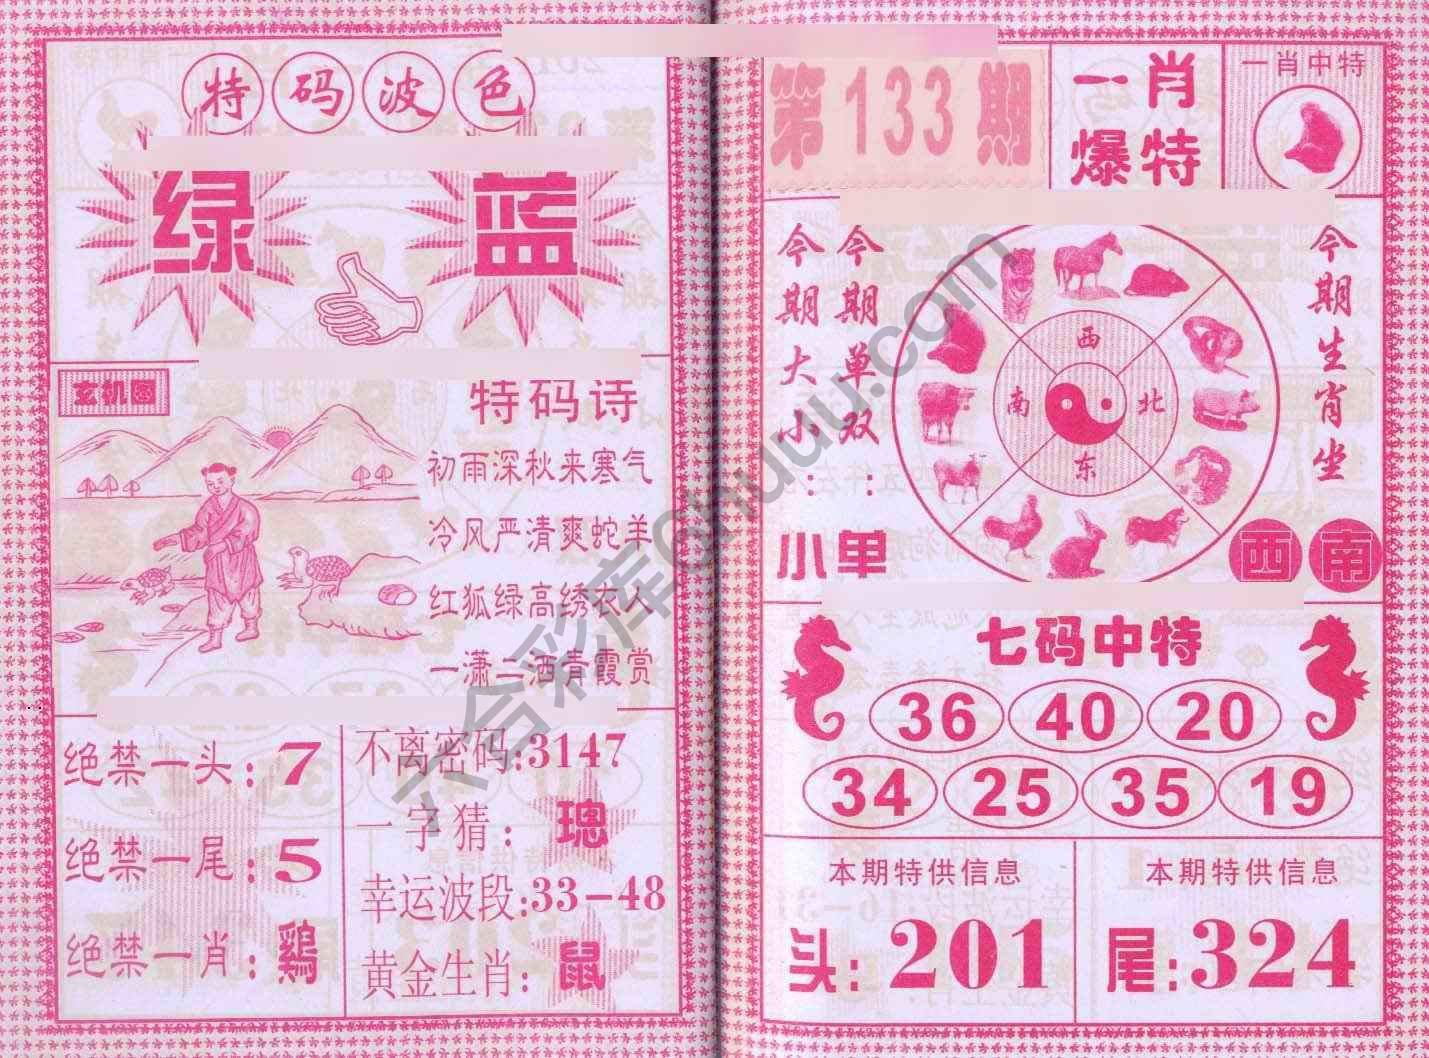 特码波色
绿 蓝
玄机图
特码诗
初雨深秋来寒气
冷风严清爽蛇羊
红狐绿高绣衣人
一潇二洒青霞赏
绝禁一头:7
绝禁一尾:5
绝禁一肖:鷄
不离密码:3147
一字猜:璁
幸运波段:33-48
黄金生肖:鼠
第133期
一肖
爆特
一肖中特
今期大小:小
今期单双:单
西
南
北
东
今期生肖坐
西南
七码中特
36 40 20
34 25 35 19
本期特供信息
头:201
本期特供信息
尾:324
六合彩库@huuu.com